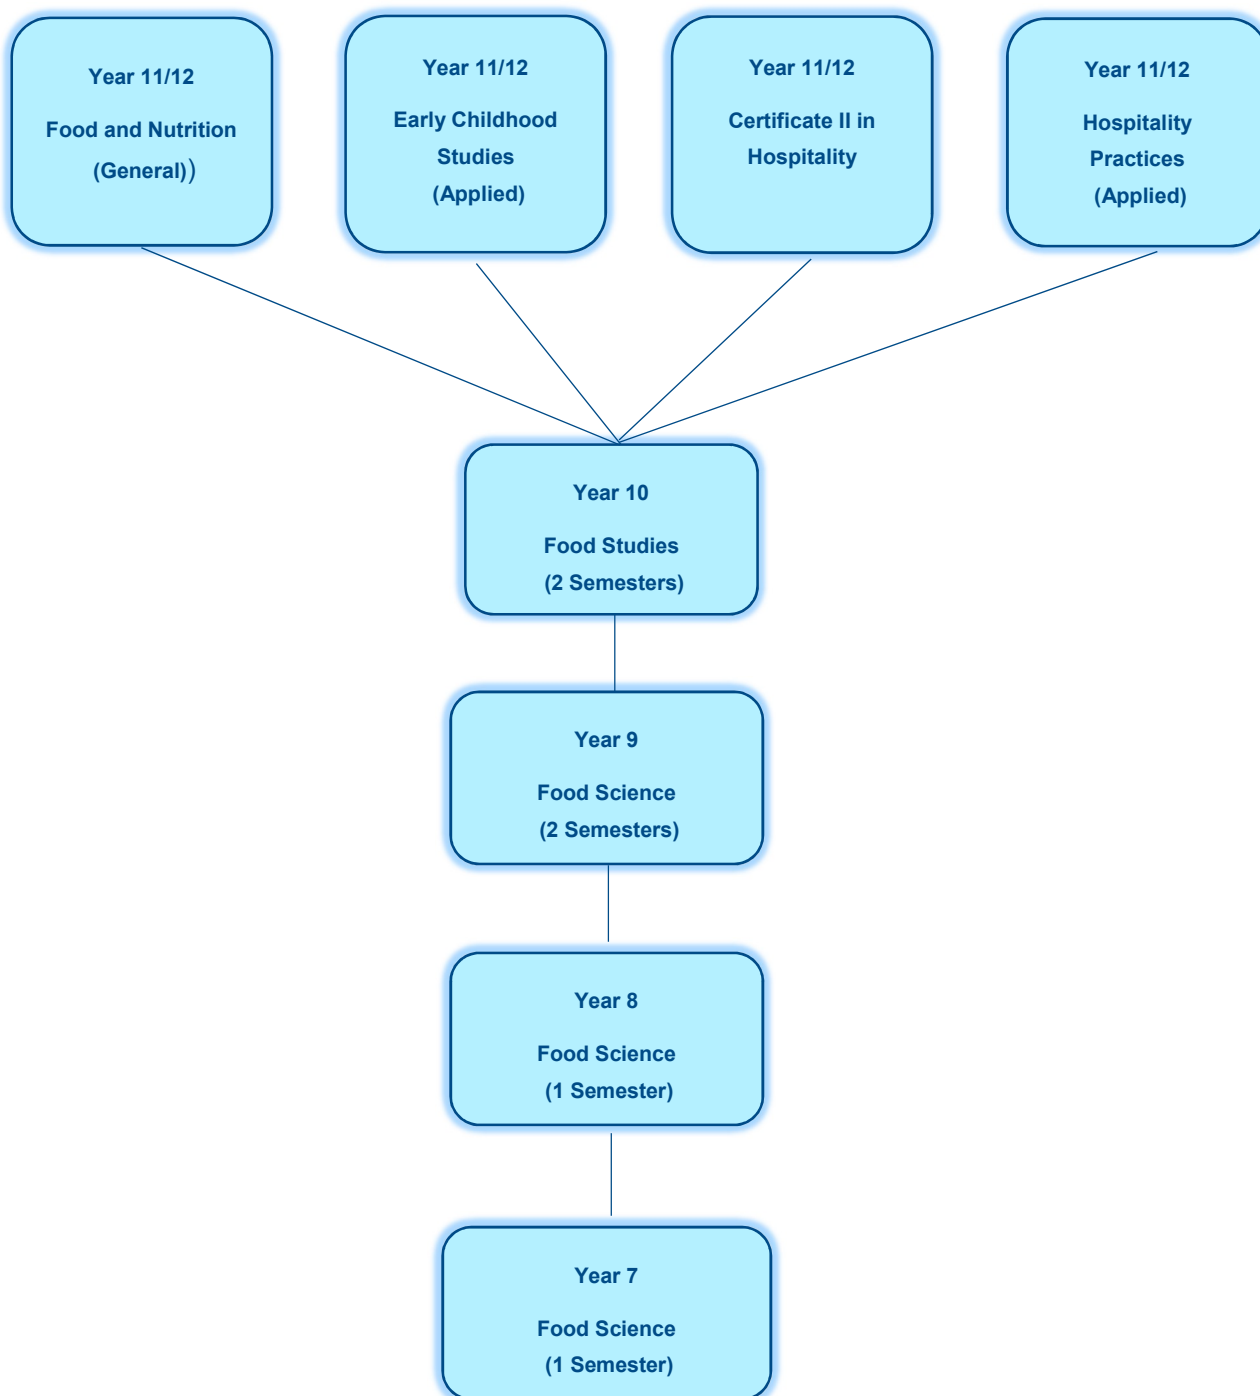 Year 11/12
Food and Nutrition
(General))
Year 11/12
Early Childhood
Studies
(Applied)
Year 11/12
Certificate II in
Hospitality
Year 11/12
Hospitality
Practices
(Applied)
Year 10
Food Studies
(2 Semesters)
Year 9
Food Science
(2 Semesters)
Year 8
Food Science
(1 Semester)
Year 7
Food Science
(1 Semester)